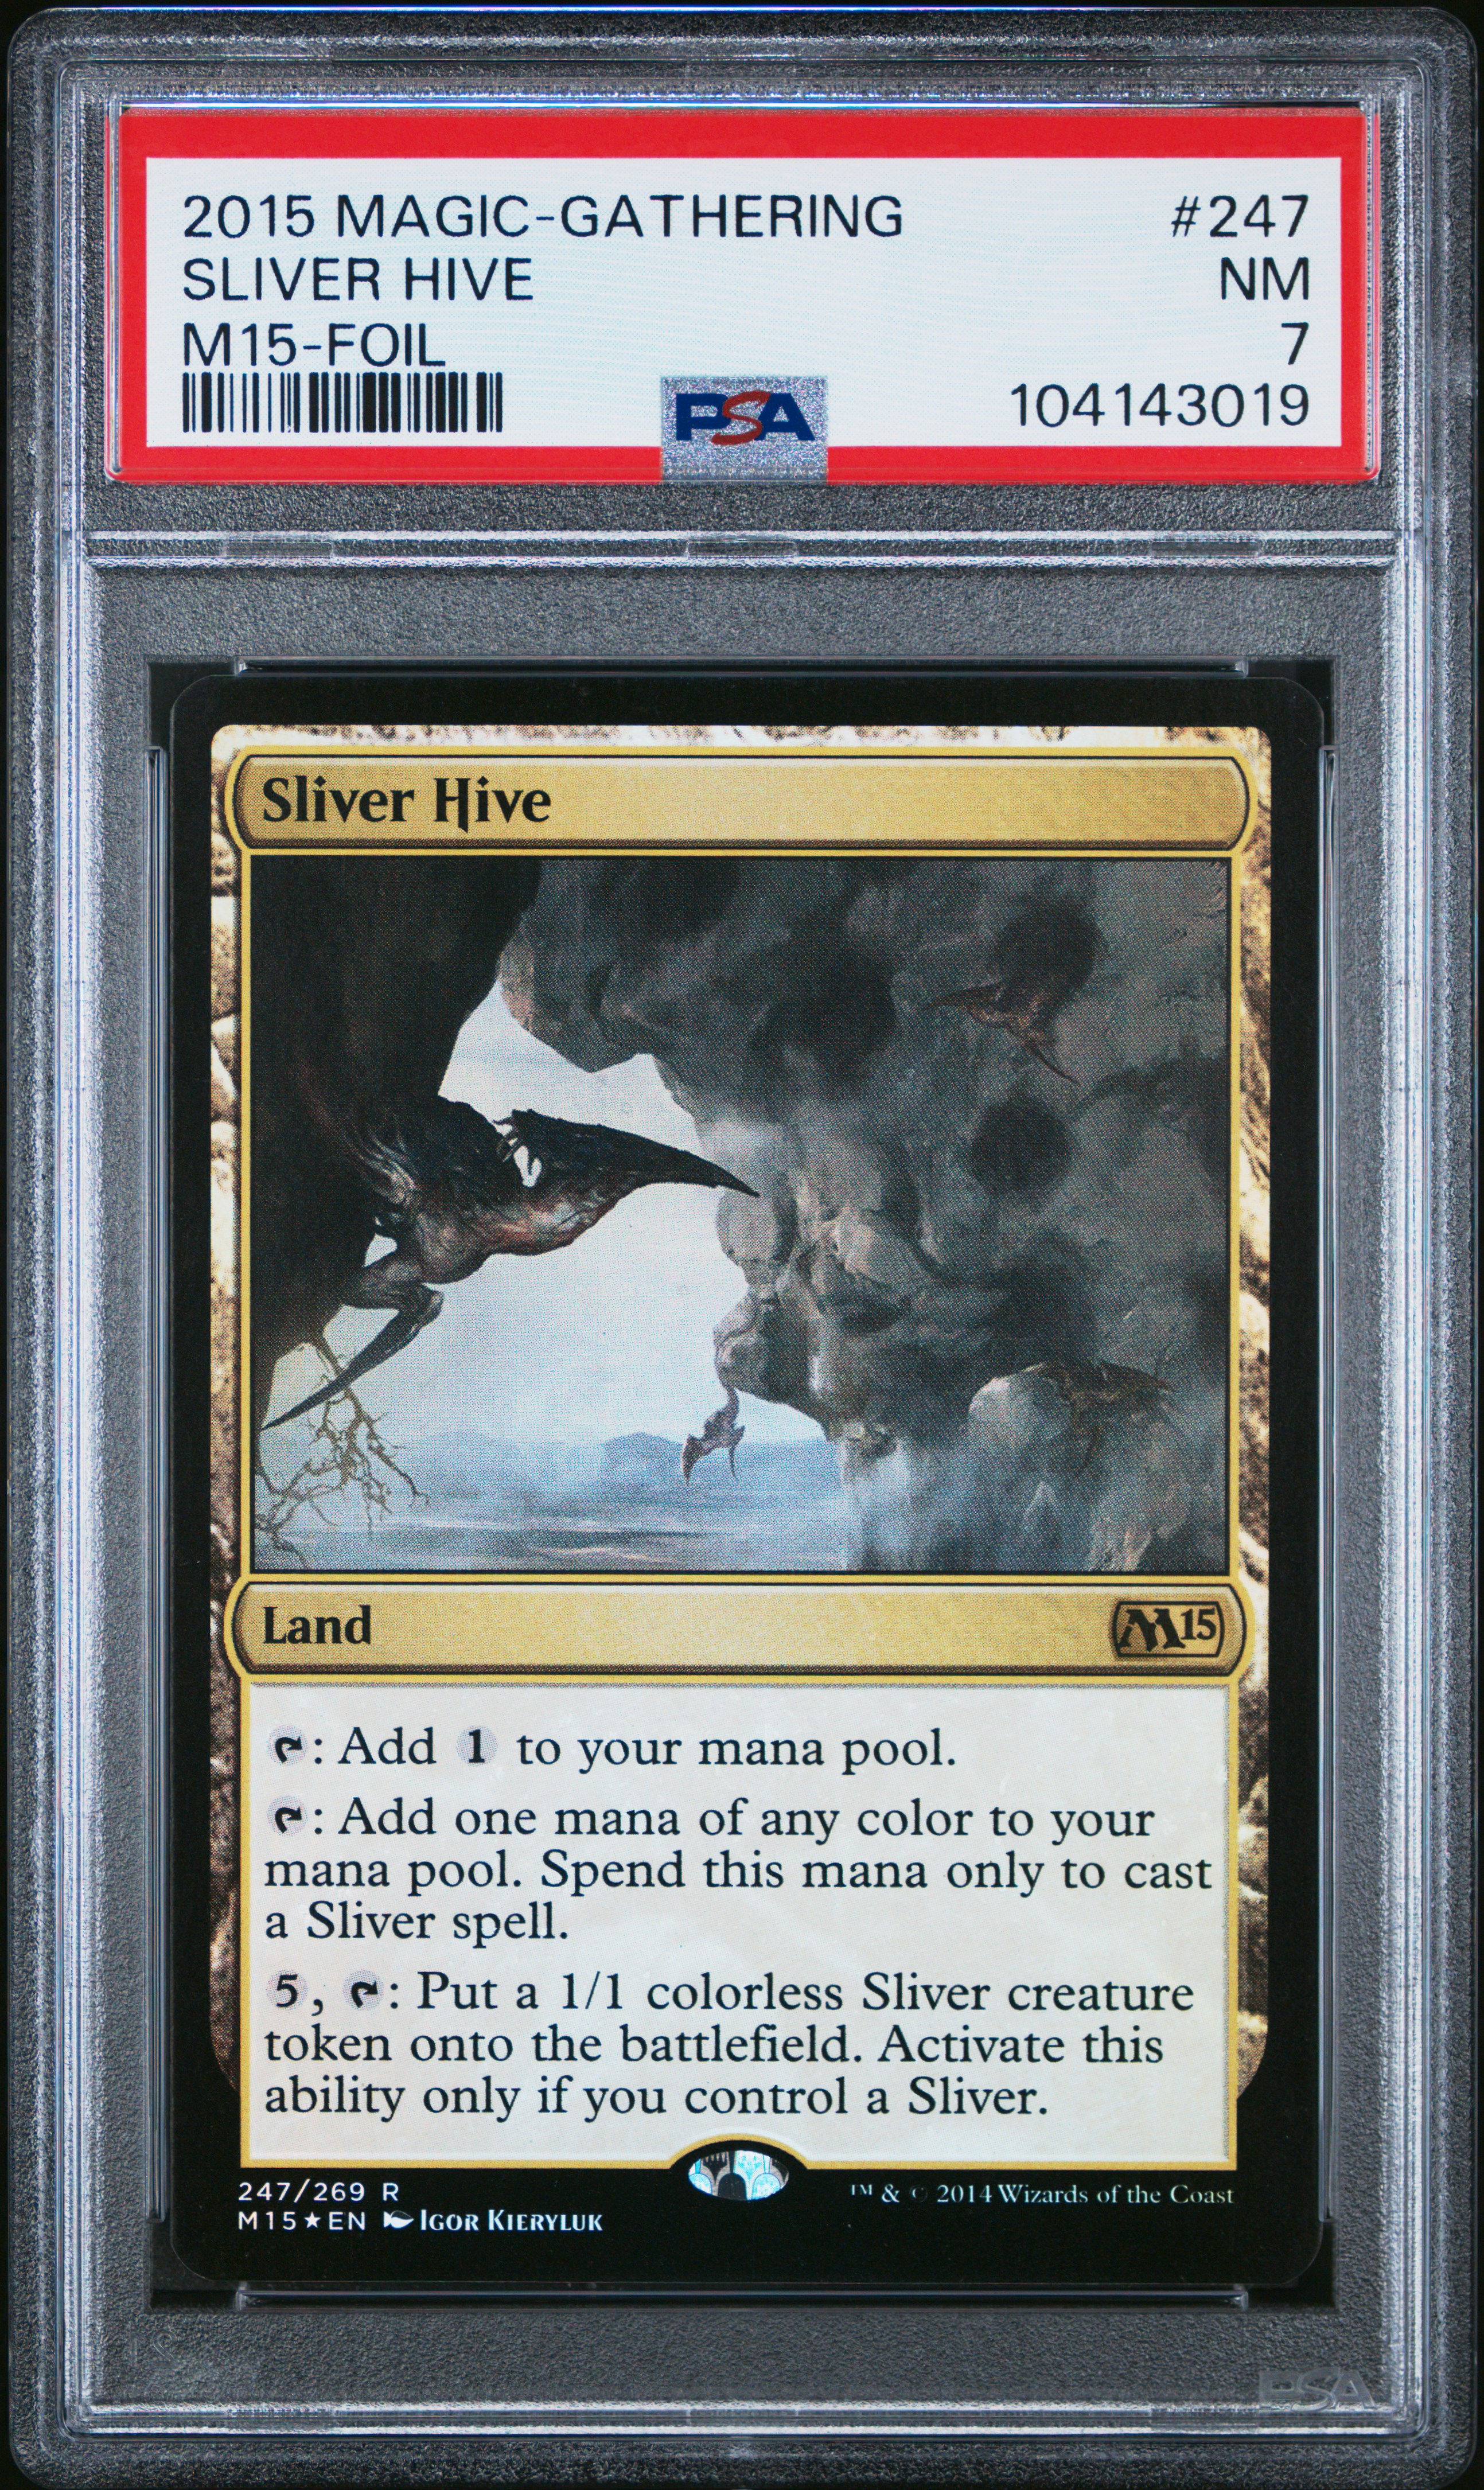 2015 MAGIC-GATHERING #247
SLIVER HIVE NM
M15-FOIL 7
PSA 104143019
Sliver Hive
Land M15
: Add 1 to your mana pool.
: Add one mana of any color to your
mana pool. Spend this mana only to cast
a Sliver spell.
5, : Put a 1/1 colorless Sliver creature
token onto the battlefield. Activate this
ability only if you control a Sliver.
247/269 R ™ & © 2014 Wizards of the Coast
M15★EN IGOR KIERYLUK
PSA